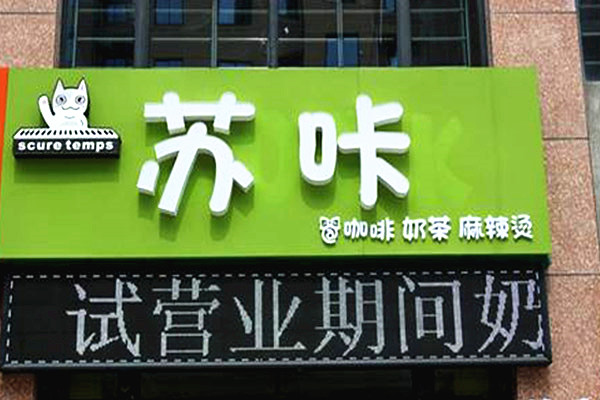 苏咔
scure temps
咖啡 奶茶 麻辣烫
试营业期间奶